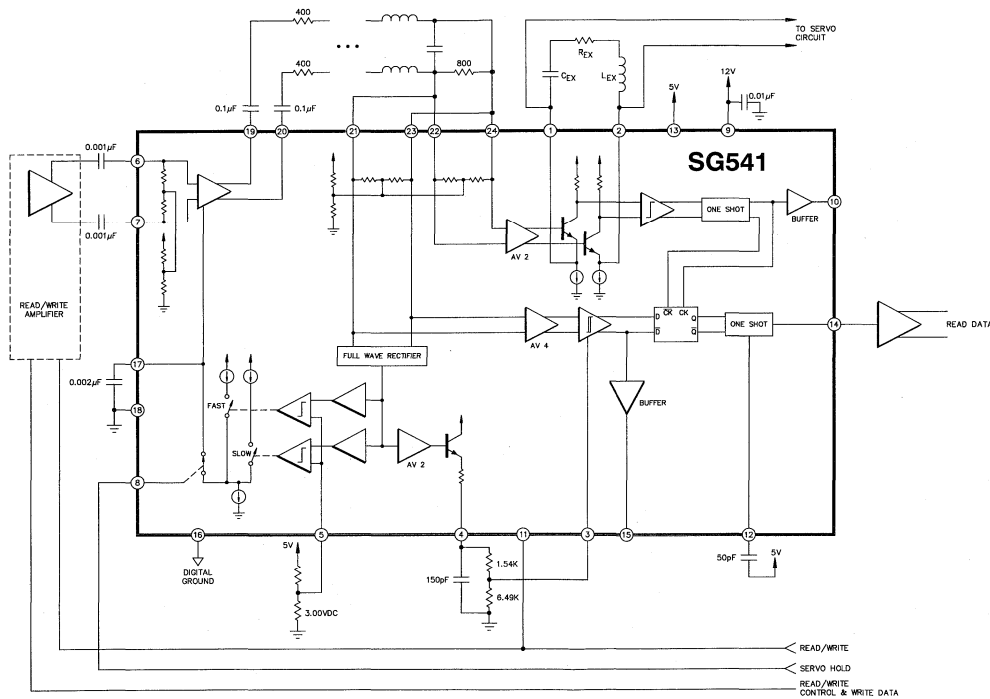 400
400
800
0.1μF
0.1μF
R_EX
C_EX
L_EX
TO SERVO
CIRCUIT
5V
12V
0.01μF
19
20
21
23
22
24
1
2
13
9
SG541
0.001μF
6
0.001μF
7
READ/WRITE
AMPLIFIER
AV 2
ONE SHOT
BUFFER
10
AV 4
D CK CK Q
D Q
ONE SHOT
14
READ DATA
FULL WAVE RECTIFIER
BUFFER
17
0.002μF
18
FAST
SLOW
AV 2
8
16
5
4
11
3
15
12
DIGITAL
GROUND
5V
3.00VDC
150pF
1.54K
6.49K
50pF
5V
READ/WRITE
SERVO HOLD
READ/WRITE
CONTROL & WRITE DATA